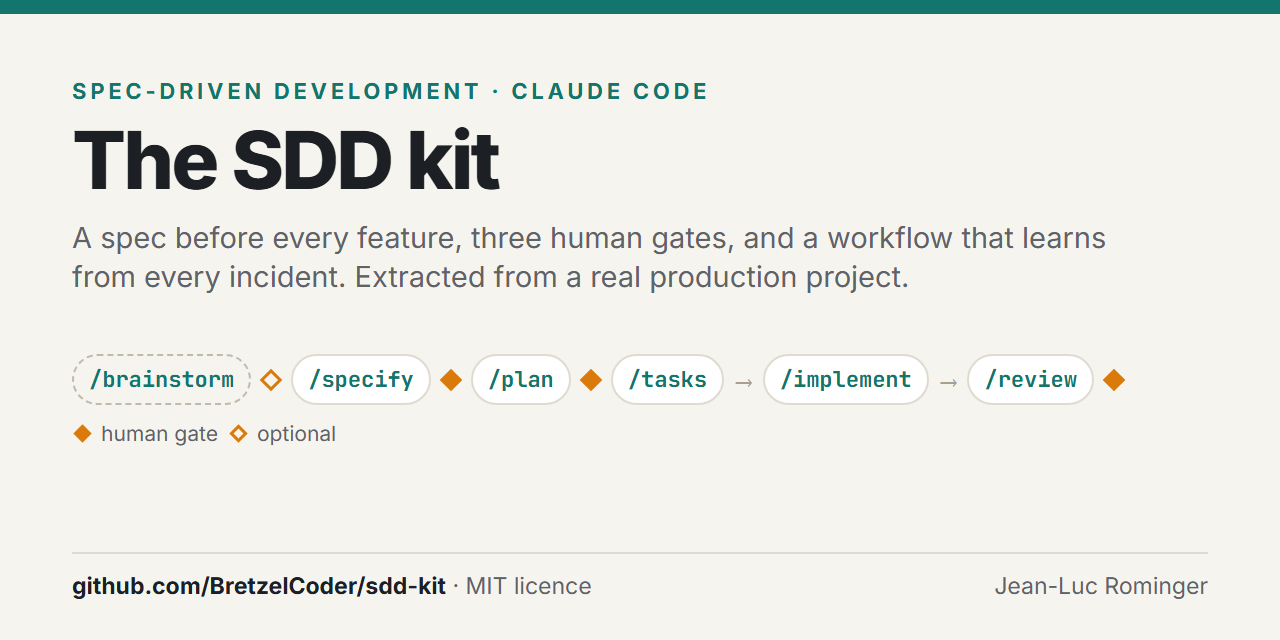 SPEC-DRIVEN DEVELOPMENT · CLAUDE CODE
The SDD kit
A spec before every feature, three human gates, and a workflow that learns
from every incident. Extracted from a real production project.
/brainstorm /specify /plan /tasks → /implement → /review
human gate optional
github.com/BretzelCoder/sdd-kit · MIT licence Jean-Luc Rominger